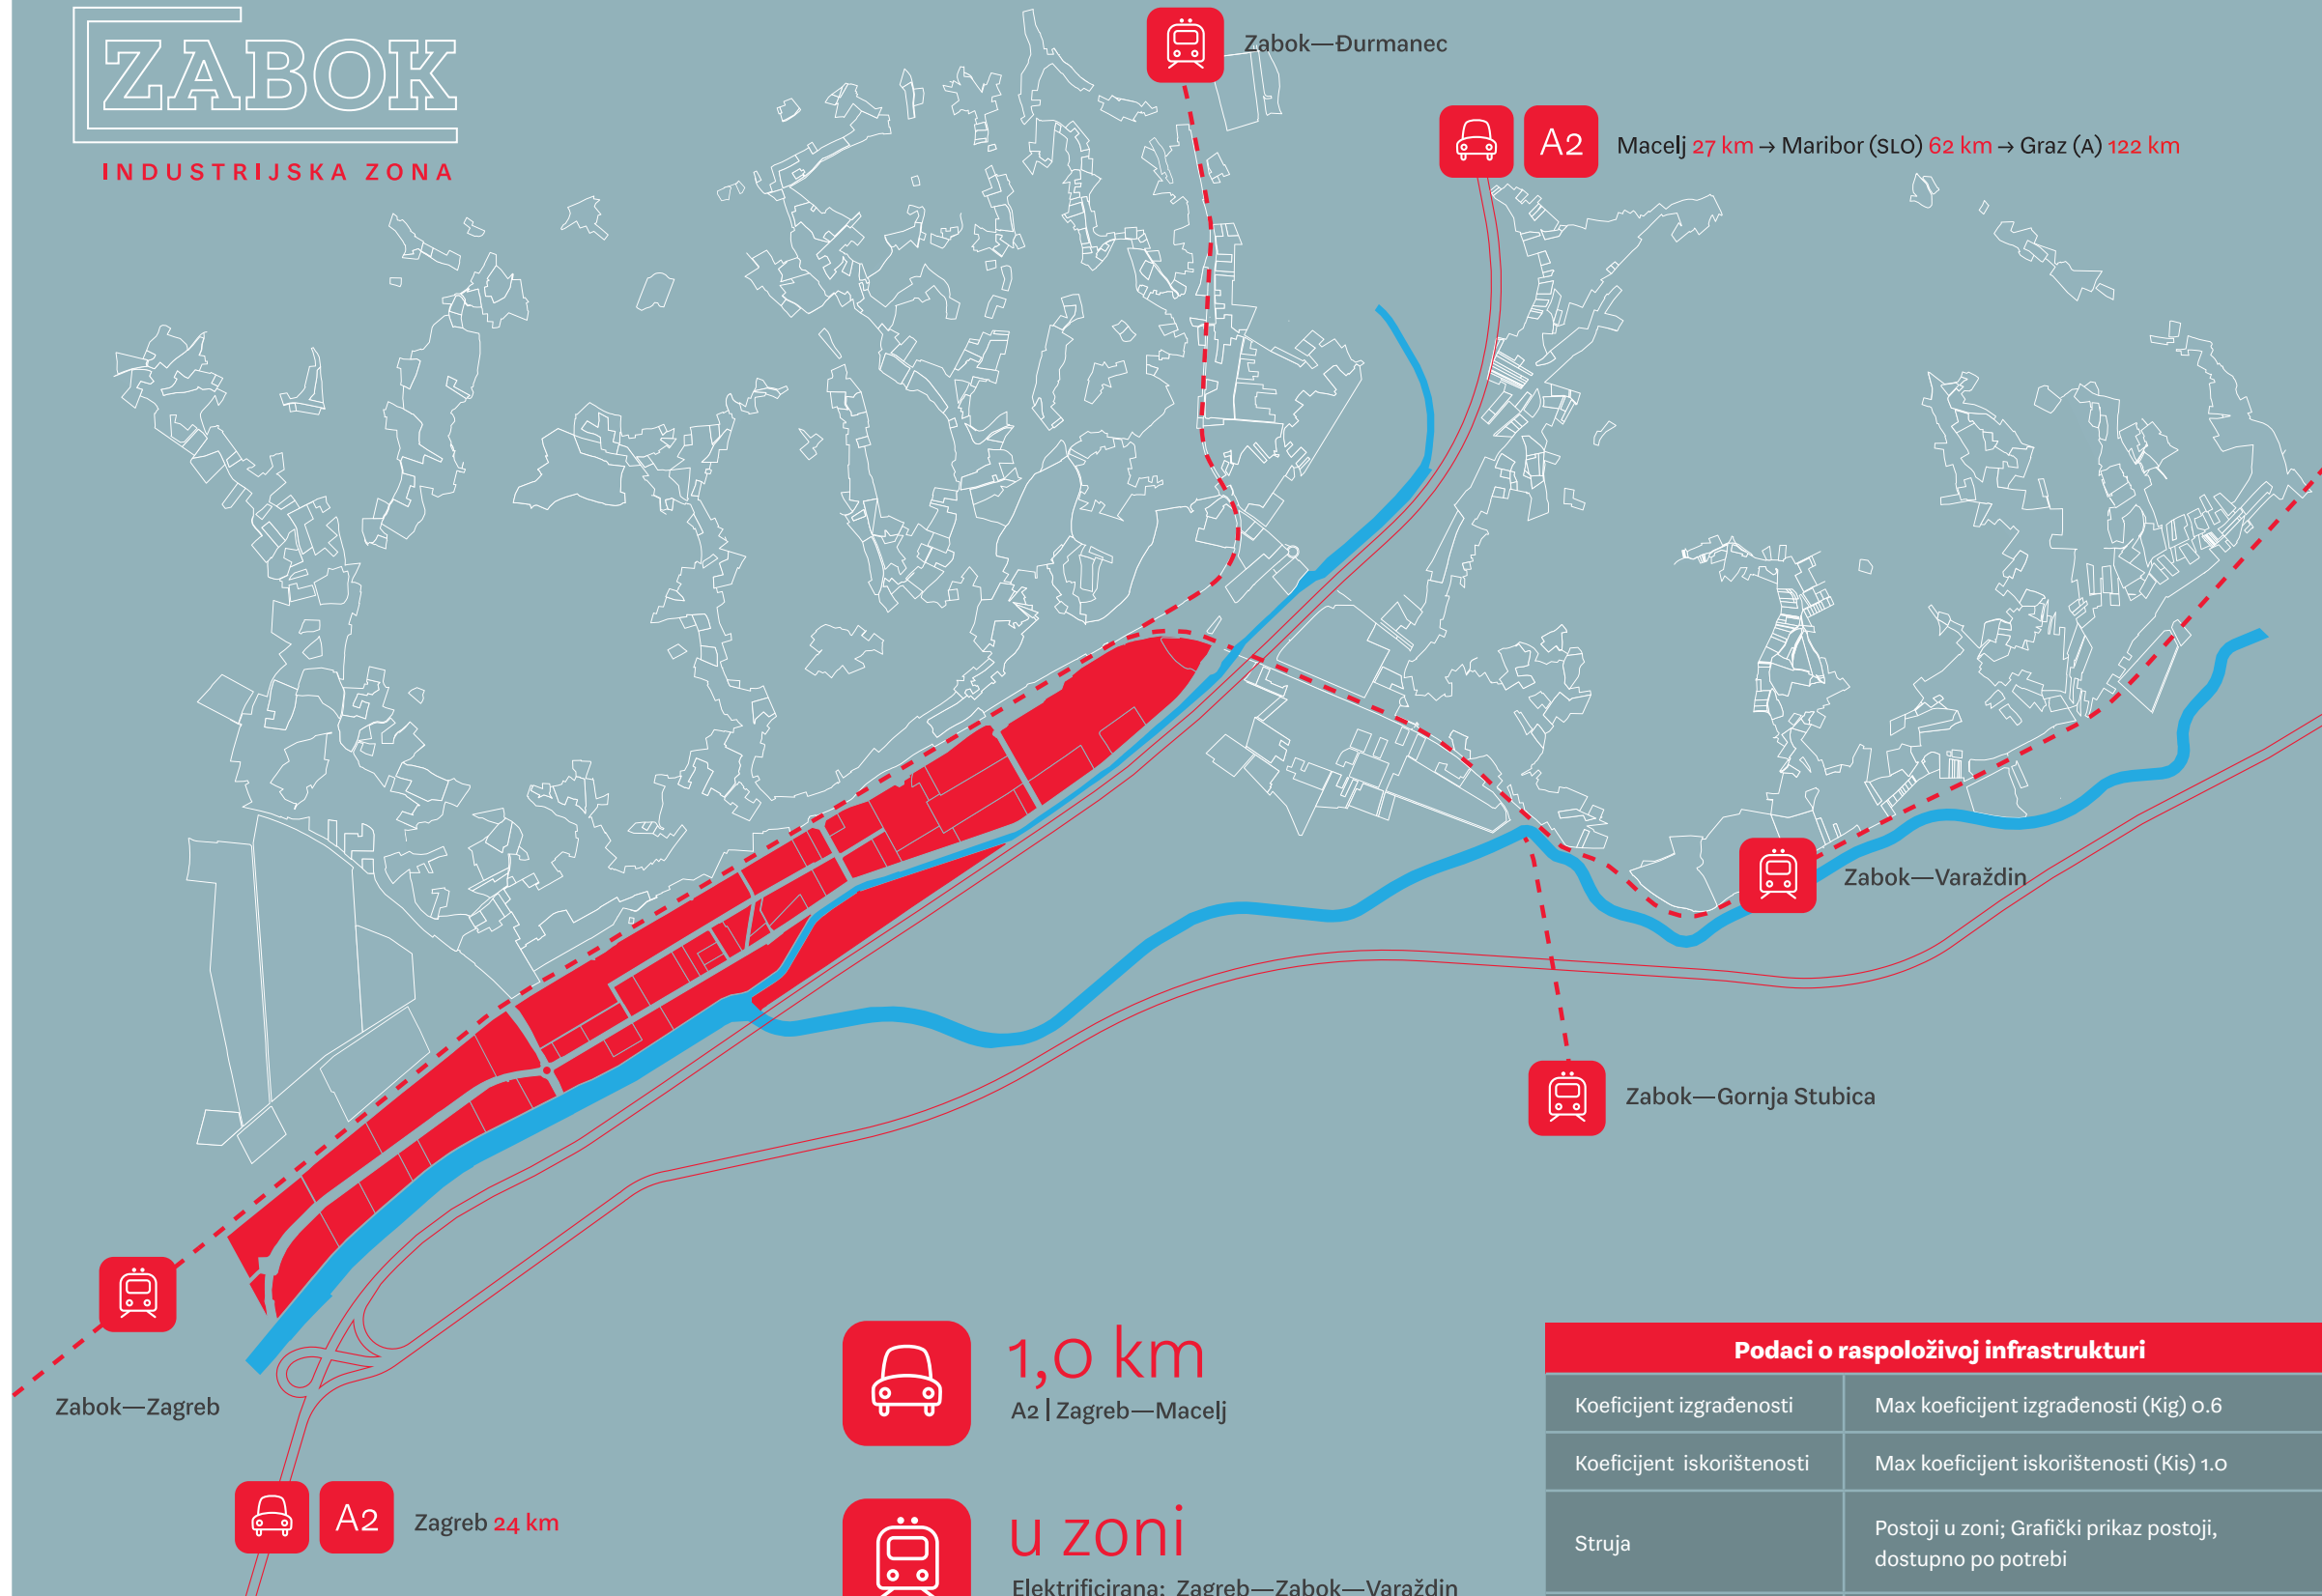 ZABOK
INDUSTRIJSKA ZONA
Zabok—Đurmanec
A2
Macelj 27 km → Maribor (SLO) 62 km → Graz (A) 122 km
Zabok—Varaždin
Zabok—Gornja Stubica
Zabok—Zagreb
A2
Zagreb 24 km
1,0 km
A2 | Zagreb—Macelj
u zoni
Elektrificirana: Zagreb—Zabok—Varaždin
Podaci o raspoloživoj infrastrukturi
Koeficijent izgrađenosti
Max koeficijent izgrađenosti (Kig) 0.6
Koeficijent iskorištenosti
Max koeficijent iskorištenosti (Kis) 1.0
Struja
Postoji u zoni; Grafički prikaz postoji,
dostupno po potrebi